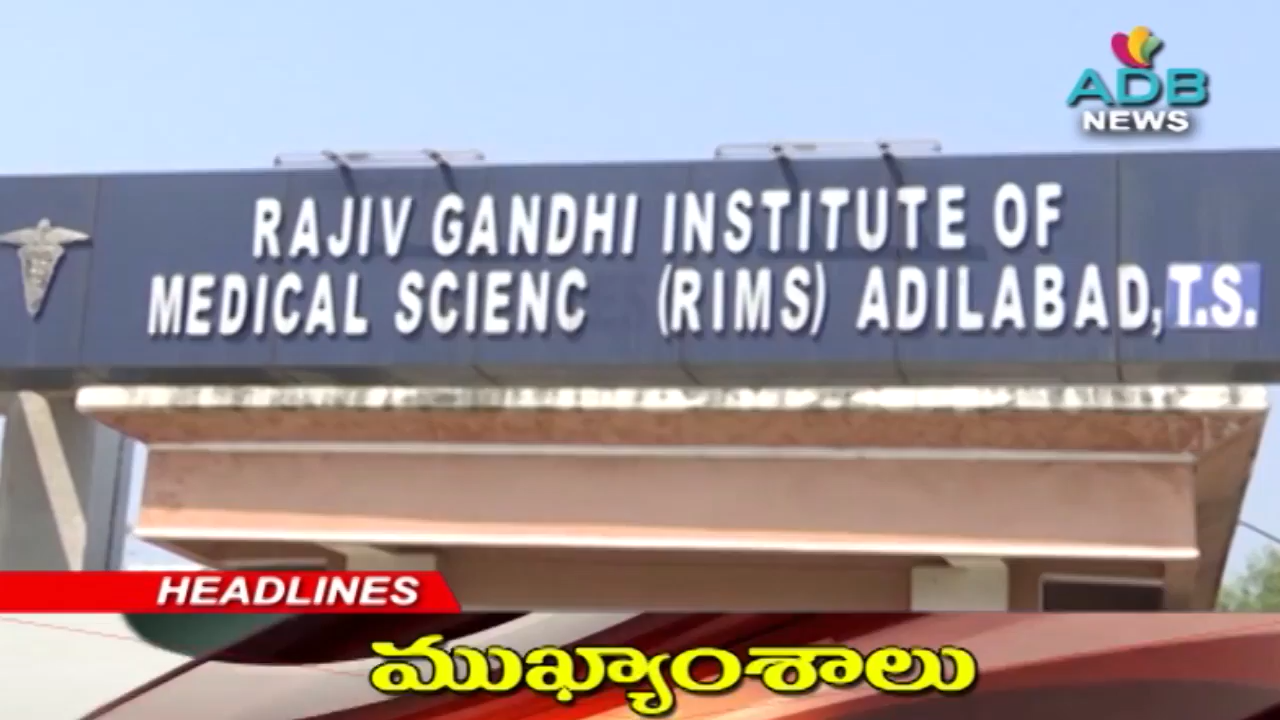 ADB
NEWS
RAJIV GANDHI INSTITUTE OF
MEDICAL SCIENC (RIMS) ADILABAD, T.S.
HEADLINES
ముఖ్యాంశాలు